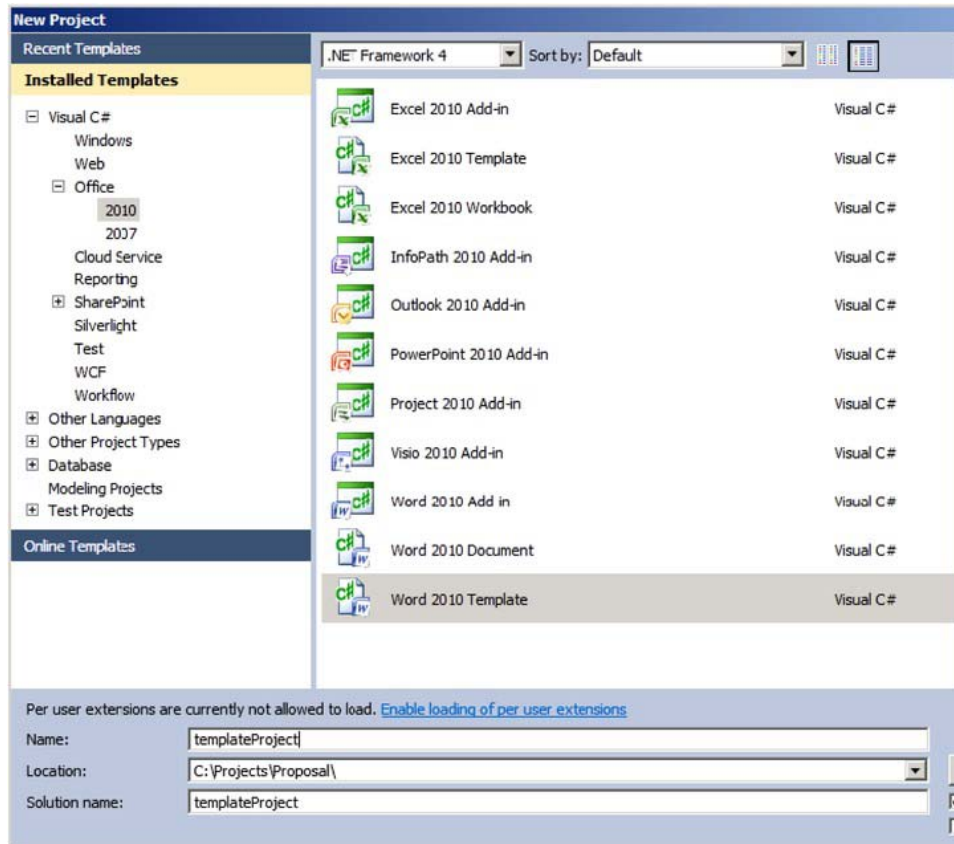 New Project
Recent Templates
Installed Templates
Visual C#
Windows
Web
Office
2010
2007
Cloud Service
Reporting
SharePoint
Silverlight
Test
WCF
Workflow
Other Languages
Other Project Types
Database
Modeling Projects
Test Projects
Online Templates
.NET Framework 4 Sort by: Default
Excel 2010 Add-in Visual C#
Excel 2010 Template Visual C#
Excel 2010 Workbook Visual C#
InfoPath 2010 Add-in Visual C#
Outlook 2010 Add-in Visual C#
PowerPoint 2010 Add-in Visual C#
Project 2010 Add-in Visual C#
Visio 2010 Add-in Visual C#
Word 2010 Add in Visual C#
Word 2010 Document Visual C#
Word 2010 Template Visual C#
Per user extensions are currently not allowed to load. Enable loading of per user extensions
Name: templateProject
Location: C:\Projects\Proposal\
Solution name: templateProject